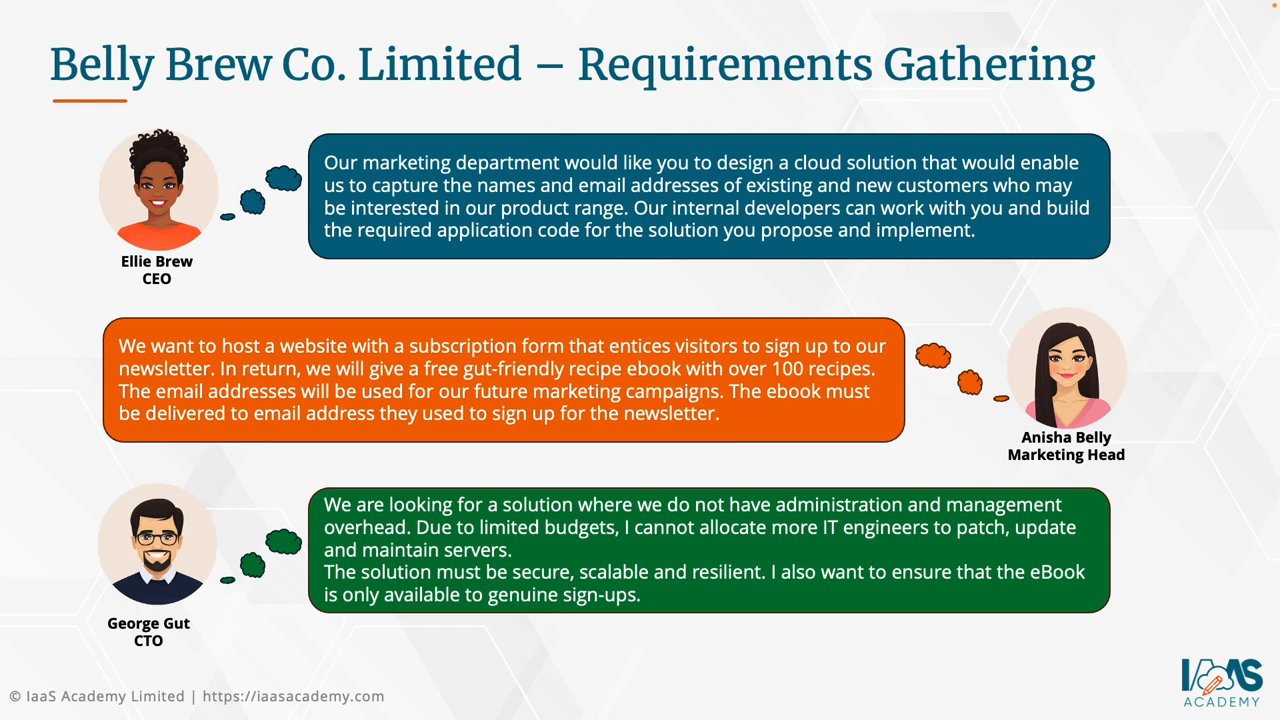 Belly Brew Co. Limited – Requirements Gathering
Our marketing department would like you to design a cloud solution that would enable
us to capture the names and email addresses of existing and new customers who may
be interested in our product range. Our internal developers can work with you and build
the required application code for the solution you propose and implement.
Ellie Brew
CEO
We want to host a website with a subscription form that entices visitors to sign up to our
newsletter. In return, we will give a free gut-friendly recipe ebook with over 100 recipes.
The email addresses will be used for our future marketing campaigns. The ebook must
be delivered to email address they used to sign up for the newsletter.
Anisha Belly
Marketing Head
We are looking for a solution where we do not have administration and management
overhead. Due to limited budgets, I cannot allocate more IT engineers to patch, update
and maintain servers.
The solution must be secure, scalable and resilient. I also want to ensure that the eBook
is only available to genuine sign-ups.
George Gut
CTO
© IaaS Academy Limited | https://iaasacademy.com
IAAS
ACADEMY